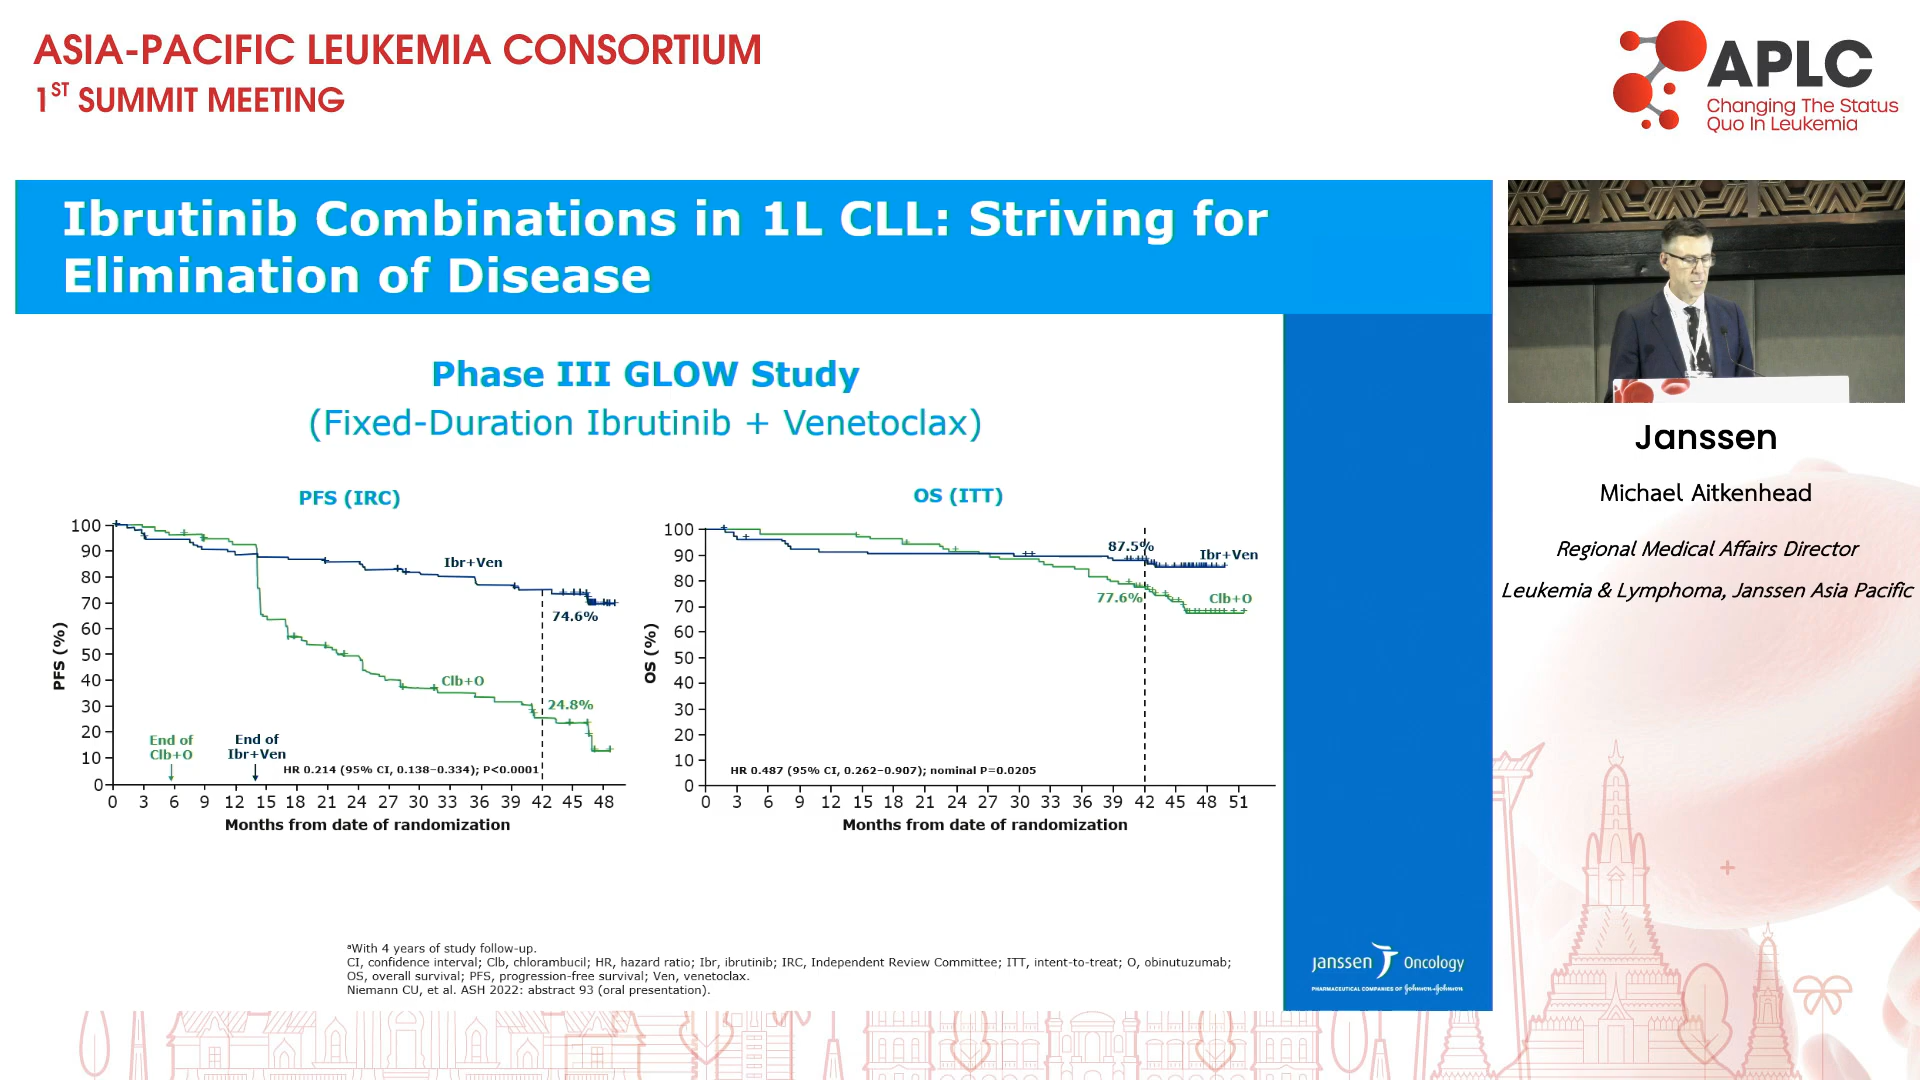 ASIA-PACIFIC LEUKEMIA CONSORTIUM
1ST SUMMIT MEETING
APLC
Changing The Status
Quo In Leukemia
Ibrutinib Combinations in 1L CLL: Striving for
Elimination of Disease
Phase III GLOW Study
(Fixed-Duration Ibrutinib + Venetoclax)
PFS (IRC)
PFS (%)
100
90
80
70
60
50
40
30
20
10
0
Ibr+Ven
74.6%
Clb+O
24.8%
End of
Clb+O
End of
Ibr+Ven
HR 0.214 (95% CI, 0.138–0.334); P<0.0001
0 3 6 9 12 15 18 21 24 27 30 33 36 39 42 45 48
Months from date of randomization
OS (ITT)
OS (%)
100
90
80
70
60
50
40
30
20
10
0
87.5%
Ibr+Ven
77.6%
Clb+O
HR 0.487 (95% CI, 0.262–0.907); nominal P=0.0205
0 3 6 9 12 15 18 21 24 27 30 33 36 39 42 45 48 51
Months from date of randomization
ᵃWith 4 years of study follow-up.
CI, confidence interval; Clb, chlorambucil; HR, hazard ratio; Ibr, ibrutinib; IRC, Independent Review Committee; ITT, intent-to-treat; O, obinutuzumab;
OS, overall survival; PFS, progression-free survival; Ven, venetoclax.
Niemann CU, et al. ASH 2022: abstract 93 (oral presentation).
Janssen Oncology
PHARMACEUTICAL COMPANIES OF Johnson & Johnson
Janssen
Michael Aitkenhead
Regional Medical Affairs Director
Leukemia & Lymphoma, Janssen Asia Pacific